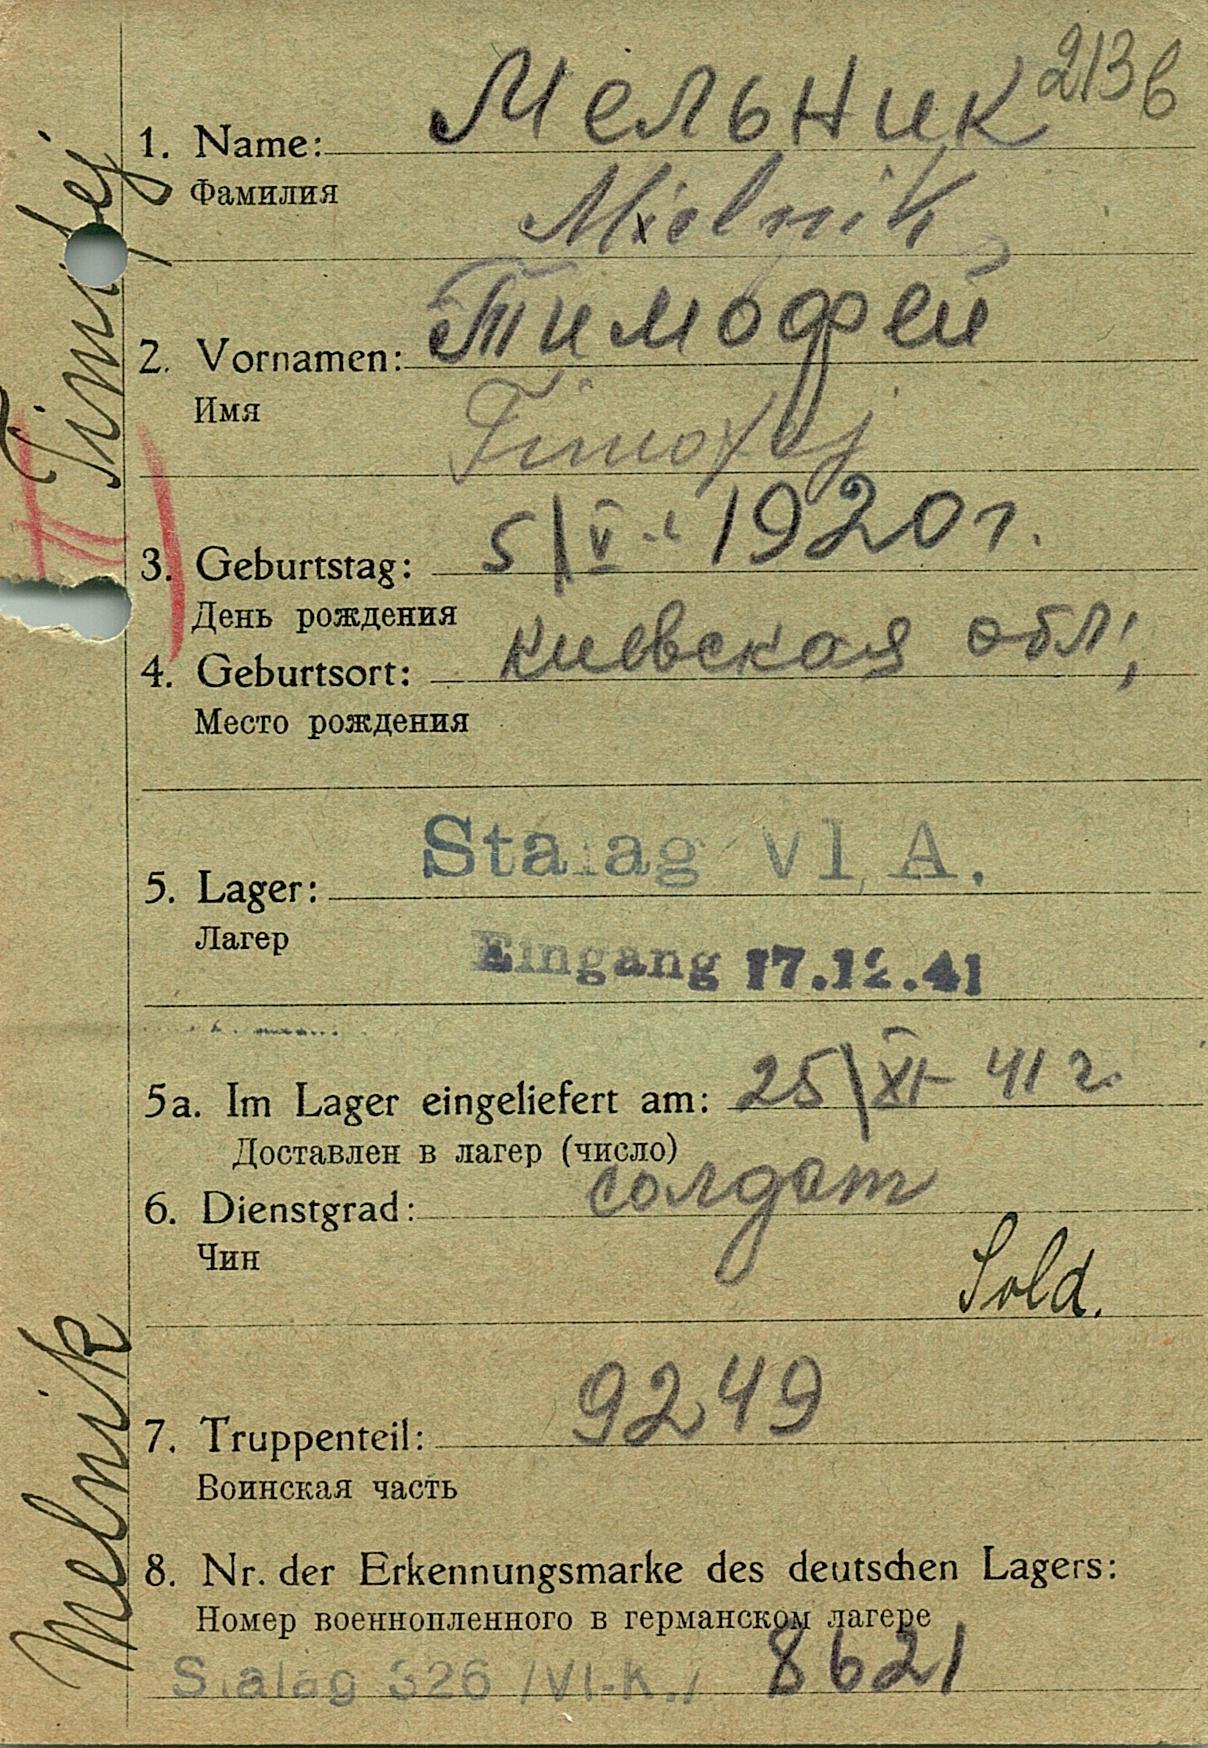 213 б
Мельник
1. Name:
Фамилия
Mielnik
Тимофей
2. Vornamen:
Имя
Timofej
5/V 1920 г.
3. Geburtstag:
День рождения
Киевская обл;
4. Geburtsort:
Место рождения
Stalag VI A.
5. Lager:
Лагер
Eingang 17.12.41
5a. Im Lager eingeliefert am: 25/XI 41 г.
Доставлен в лагер (число)
6. Dienstgrad: солдат
Чин
Sold.
7. Truppenteil: 9249
Воинская часть
8. Nr. der Erkennungsmarke des deutschen Lagers:
Номер военнопленного в германском лагере
Stalag 326 /VI-K./ 8621
Melnik Timofej